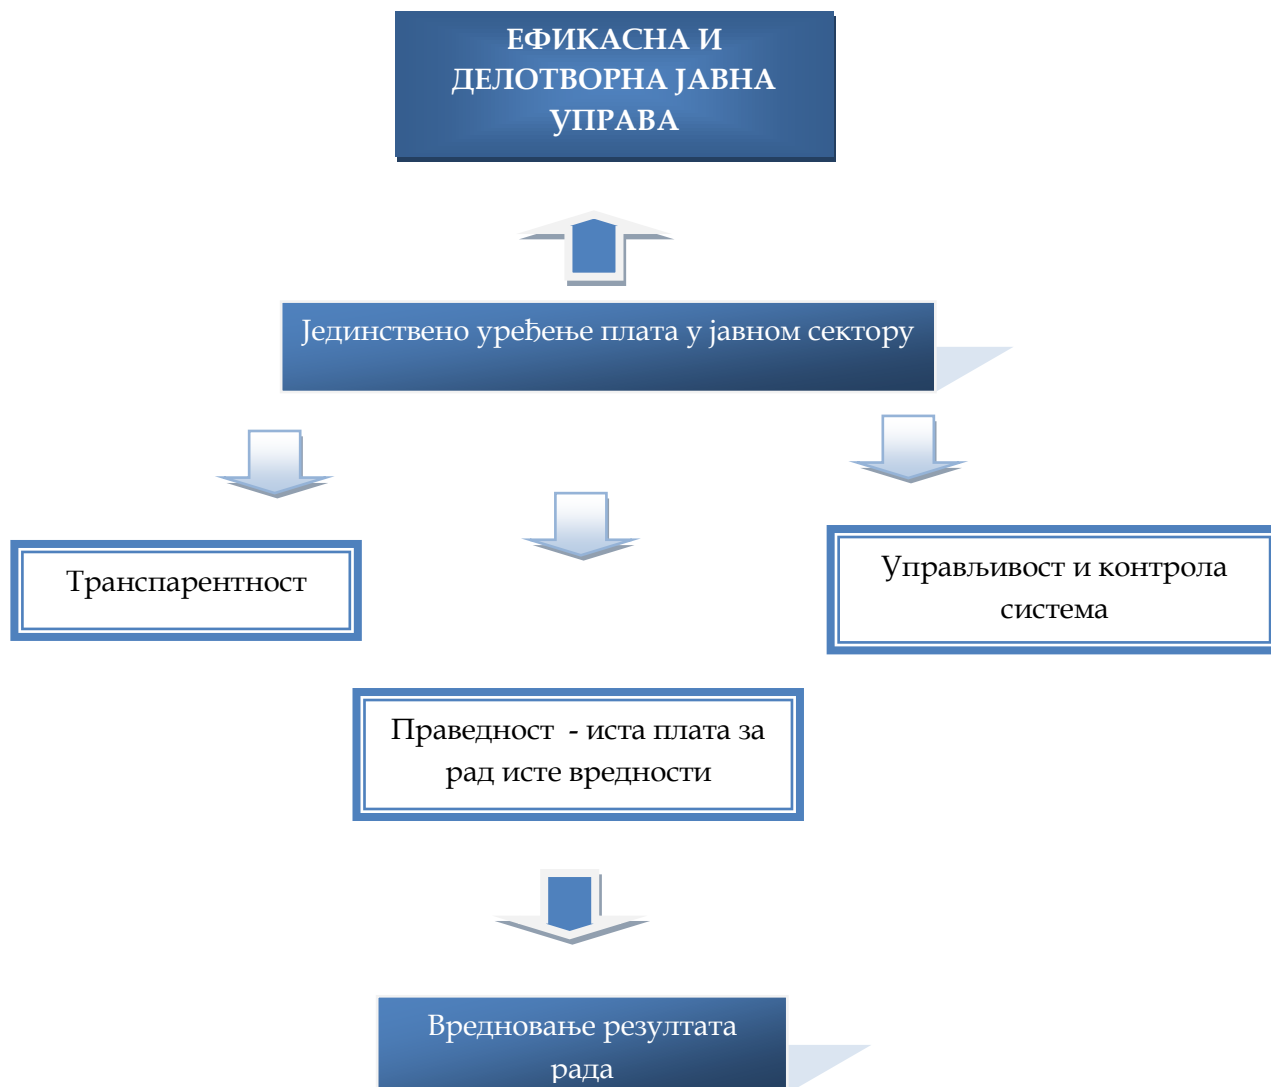 ЕФИКАСНА И
ДЕЛОТВОРНА ЈАВНА
УПРАВА
Јединствено уређење плата у јавном сектору
Транспарентност
Управљивост и контрола
система
Праведност - иста плата за
рад исте вредности
Вредновање резултата
рада